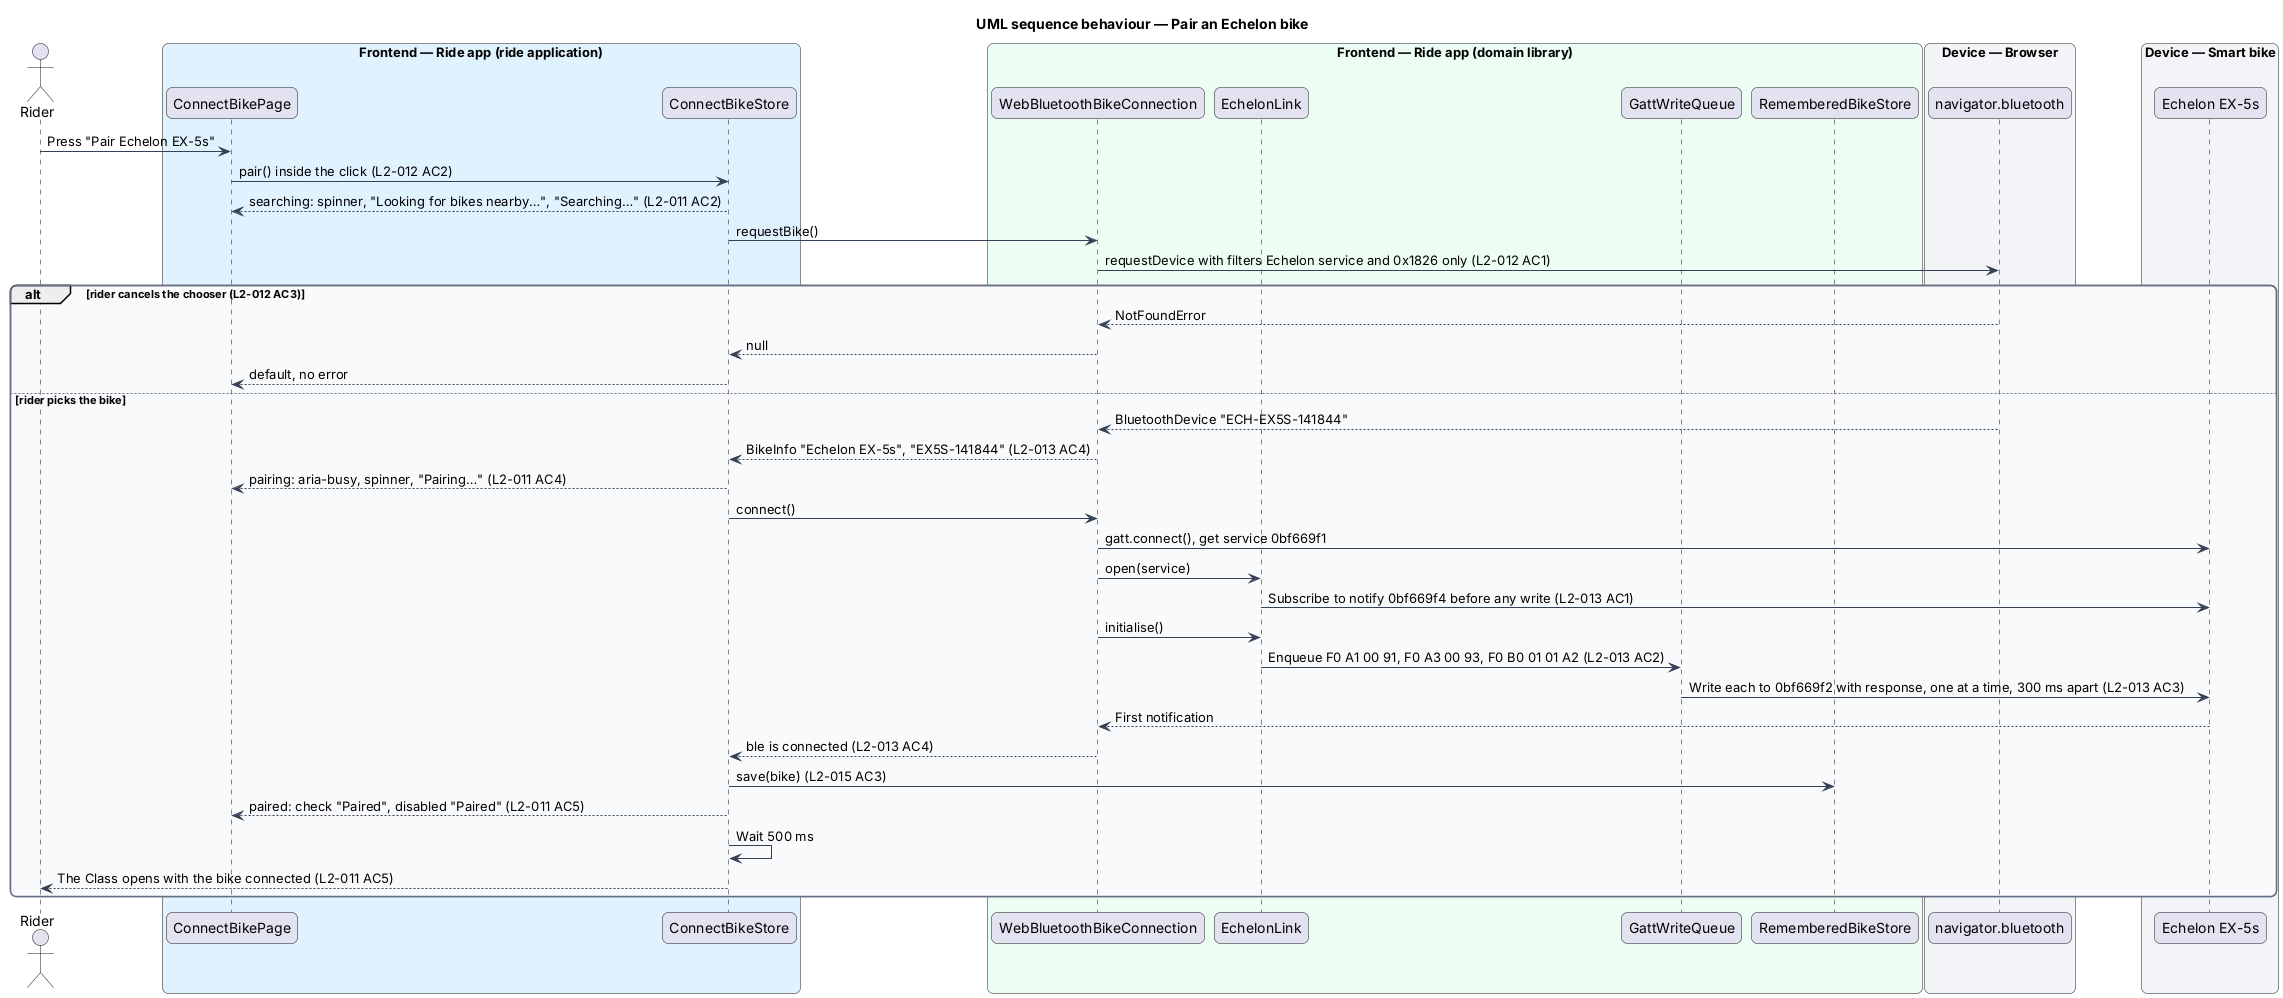 UML sequence behaviour — Pair an Echelon bike
Frontend — Ride app (ride application)
Frontend — Ride app (domain library)
Device — Browser
Device — Smart bike
Rider
ConnectBikePage
ConnectBikeStore
WebBluetoothBikeConnection
EchelonLink
GattWriteQueue
RememberedBikeStore
navigator.bluetooth
Echelon EX-5s
Press "Pair Echelon EX-5s"
pair() inside the click (L2-012 AC2)
searching: spinner, "Looking for bikes nearby…", "Searching…" (L2-011 AC2)
requestBike()
requestDevice with filters Echelon service and 0x1826 only (L2-012 AC1)
alt
[rider cancels the chooser (L2-012 AC3)]
NotFoundError
null
default, no error
[rider picks the bike]
BluetoothDevice "ECH-EX5S-141844"
BikeInfo "Echelon EX-5s", "EX5S-141844" (L2-013 AC4)
pairing: aria-busy, spinner, "Pairing…" (L2-011 AC4)
connect()
gatt.connect(), get service 0bf669f1
open(service)
Subscribe to notify 0bf669f4 before any write (L2-013 AC1)
initialise()
Enqueue F0 A1 00 91, F0 A3 00 93, F0 B0 01 01 A2 (L2-013 AC2)
Write each to 0bf669f2 with response, one at a time, 300 ms apart (L2-013 AC3)
First notification
ble is connected (L2-013 AC4)
save(bike) (L2-015 AC3)
paired: check "Paired", disabled "Paired" (L2-011 AC5)
Wait 500 ms
The Class opens with the bike connected (L2-011 AC5)
Rider
ConnectBikePage
ConnectBikeStore
WebBluetoothBikeConnection
EchelonLink
GattWriteQueue
RememberedBikeStore
navigator.bluetooth
Echelon EX-5s